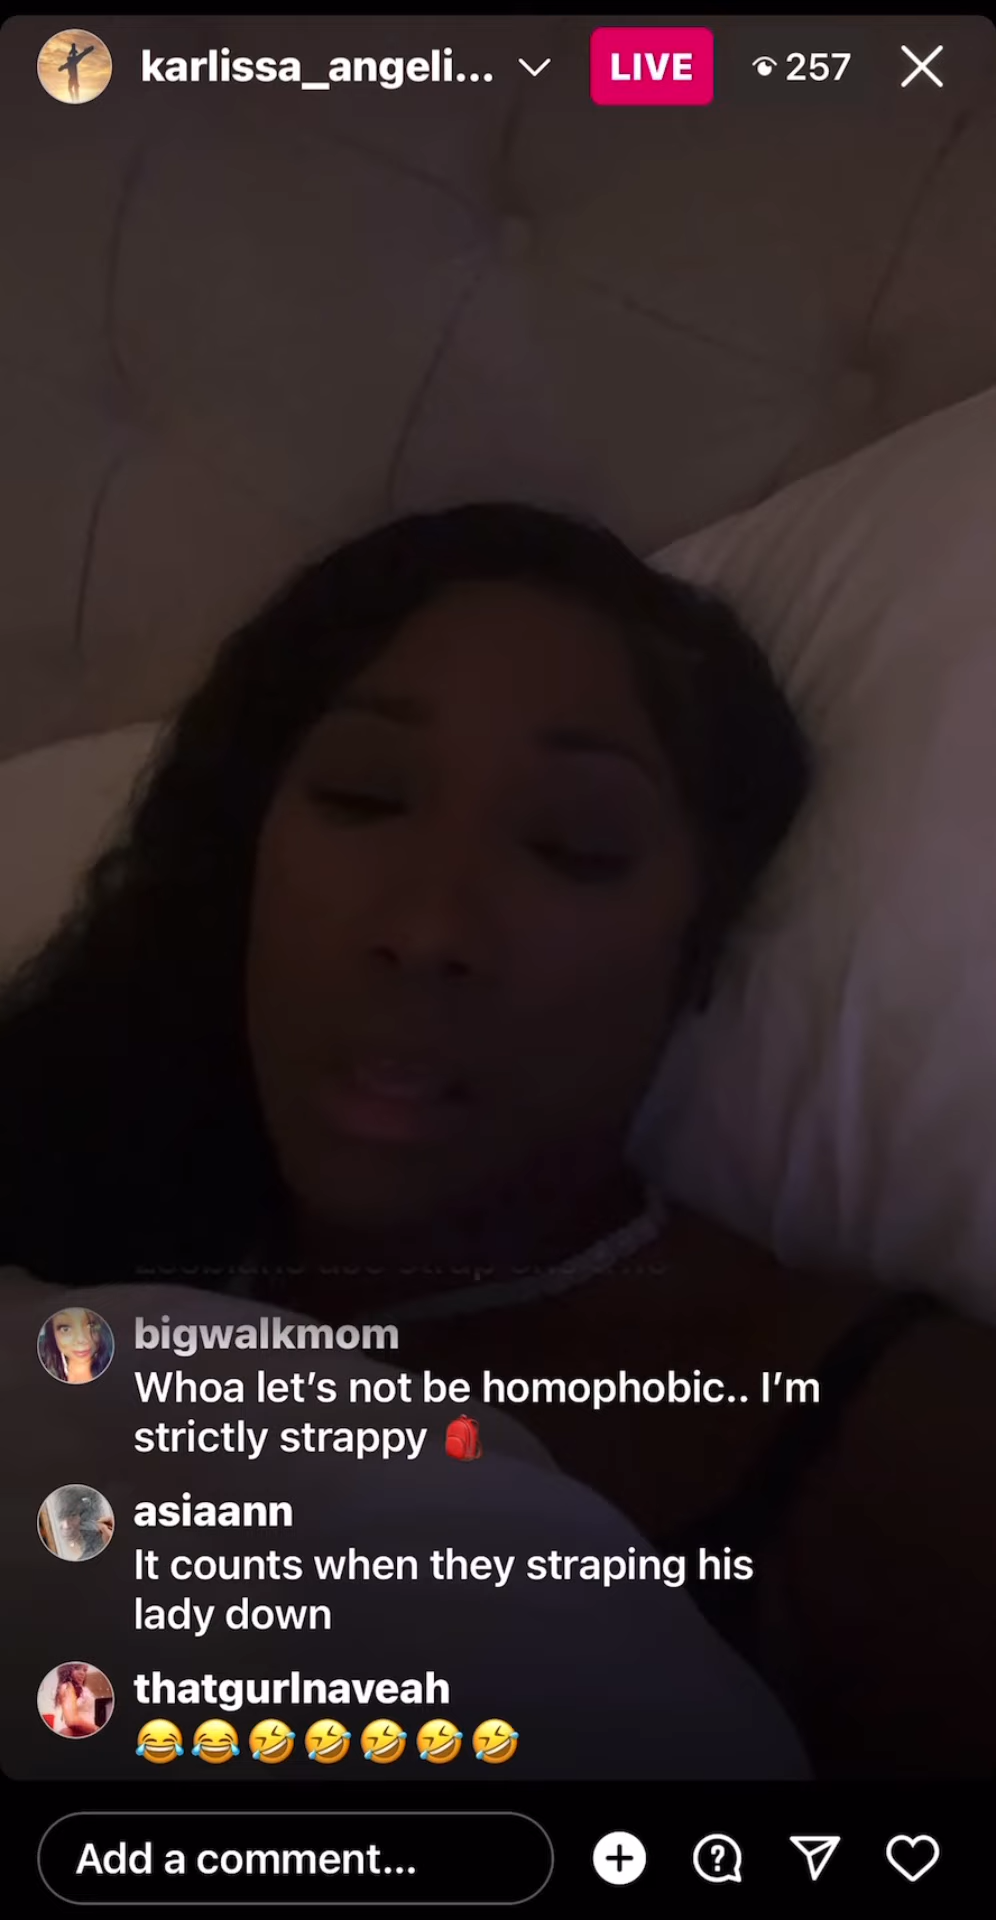 karlissa_angeli...
LIVE
257
bigwalkmom
Whoa let’s not be homophobic.. I’m
strictly strappy 🎒
asiaann
It counts when they straping his
lady down
thatgurlnaveah
😂😂🤣🤣🤣🤣🤣
Add a comment...